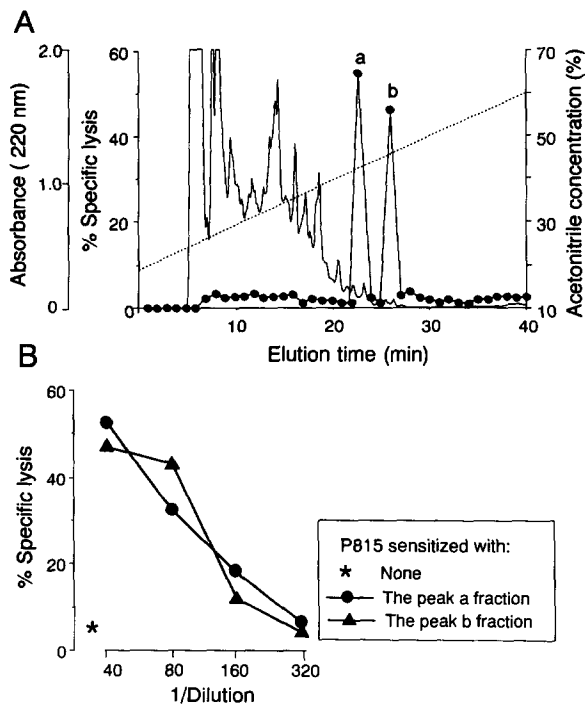 A
Absorbance ( 220 nm)
2.0
1.0
0
% Specific lysis
60
40
20
0
a
b
70
50
30
10
Acetonitrile concentration (%)
10 20 30 40
Elution time (min)
B
% Specific lysis
60
40
20
0
*
40 80 160 320
1/Dilution
P815 sensitized with:
* None
The peak a fraction
The peak b fraction